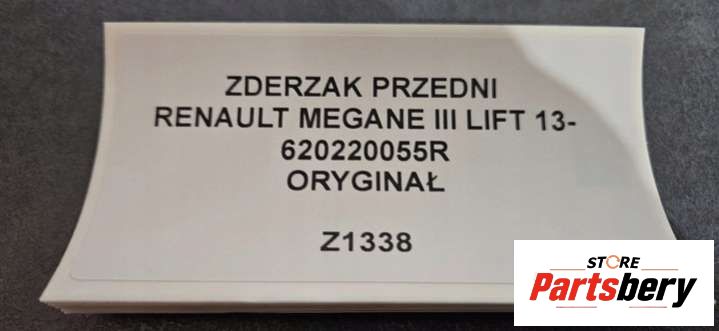 ZDERZAK PRZEDNI
RENAULT MEGANE III LIFT 13-
620220055R
ORYGINAŁ
Z1338
STORE
Partsbery